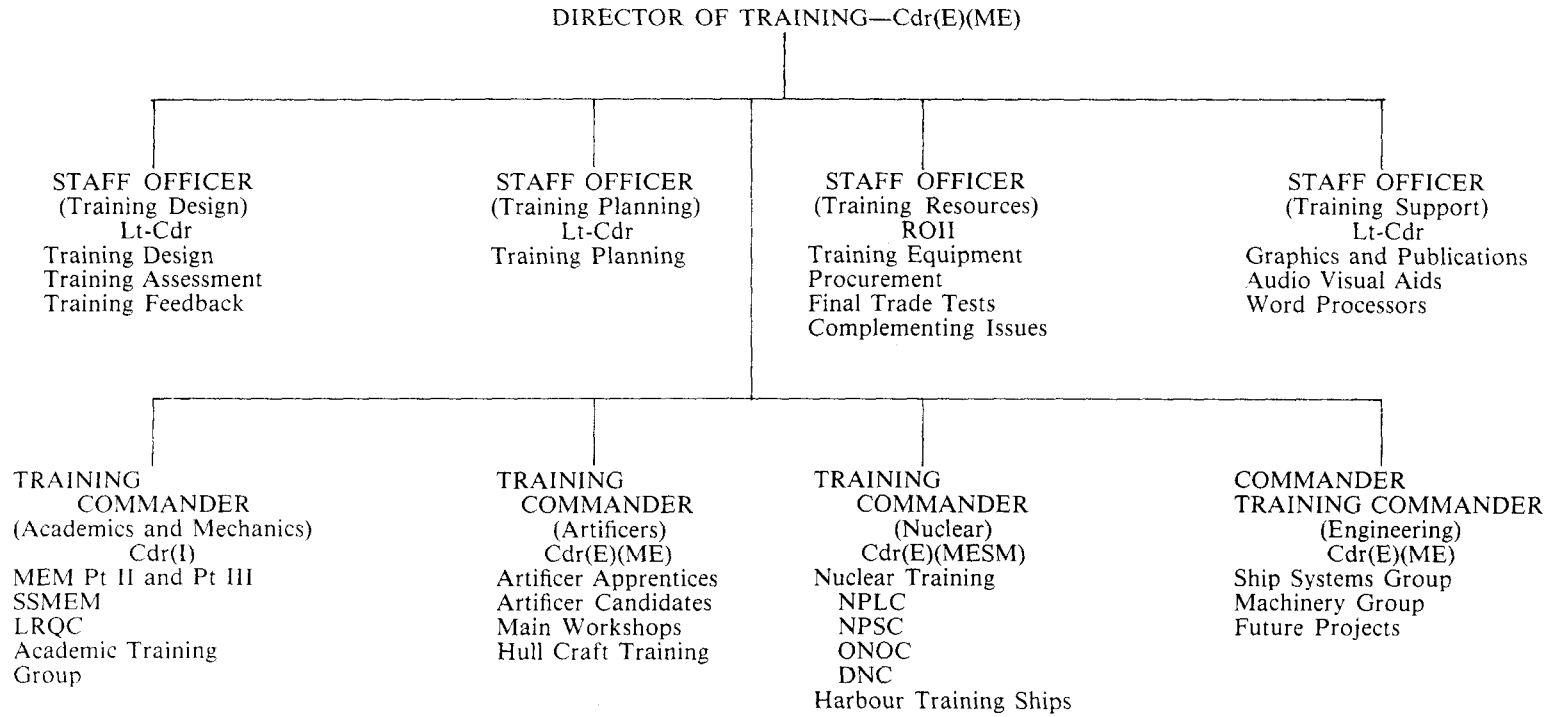 DIRECTOR OF TRAINING—Cdr(E)(ME)
STAFF OFFICER
(Training Design)
Lt-Cdr
Training Design
Training Assessment
Training Feedback
STAFF OFFICER
(Training Planning)
Lt-Cdr
Training Planning
STAFF OFFICER
(Training Resources)
ROII
Training Equipment
Procurement
Final Trade Tests
Complementing Issues
STAFF OFFICER
(Training Support)
Lt-Cdr
Graphics and Publications
Audio Visual Aids
Word Processors
TRAINING
COMMANDER
(Academics and Mechanics)
Cdr(I)
MEM Pt II and Pt III
SSMEM
LRQC
Academic Training
Group
TRAINING
COMMANDER
(Artificers)
Cdr(E)(ME)
Artificer Apprentices
Artificer Candidates
Main Workshops
Hull Craft Training
TRAINING
COMMANDER
(Nuclear)
Cdr(E)(MESM)
Nuclear Training
NPLC
NPSC
ONOC
DNC
Harbour Training Ships
COMMANDER
TRAINING COMMANDER
(Engineering)
Cdr(E)(ME)
Ship Systems Group
Machinery Group
Future Projects